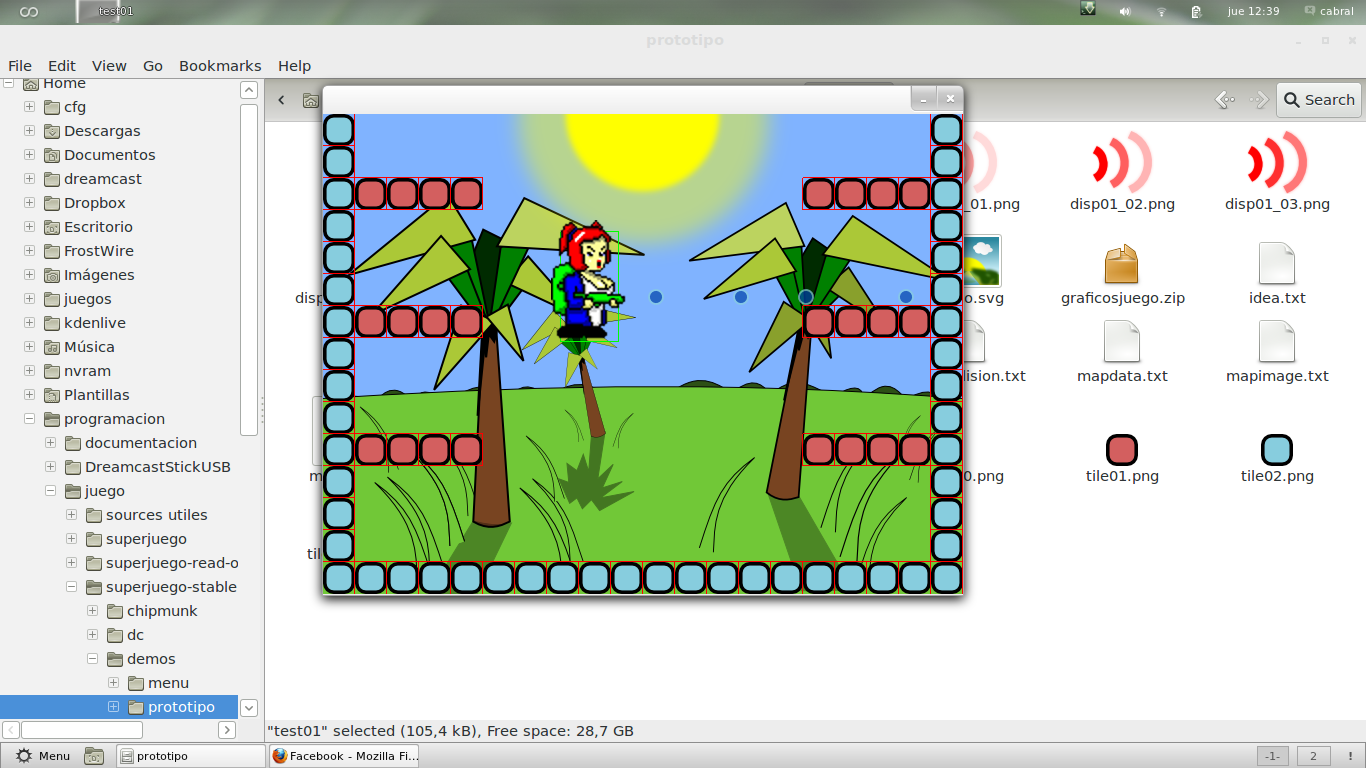 test01
jue 12:39
cabral
prototipo
File Edit View Go Bookmarks Help
Home
cfg
Descargas
Documentos
dreamcast
Dropbox
Escritorio
FrostWire
Imágenes
juegos
kdenlive
Música
nvram
Plantillas
programacion
documentacion
DreamcastStickUSB
juego
sources utiles
superjuego
superjuego-read-o
superjuego-stable
chipmunk
dc
demos
menu
prototipo
Search
_01.png disp01_02.png disp01_03.png
disp
o.svg graficosjuego.zip idea.txt
ision.txt mapdata.txt mapimage.txt
m
0.png tile01.png tile02.png
til
"test01" selected (105,4 kB), Free space: 28,7 GB
Menu prototipo Facebook - Mozilla Fi... -1- 2 !